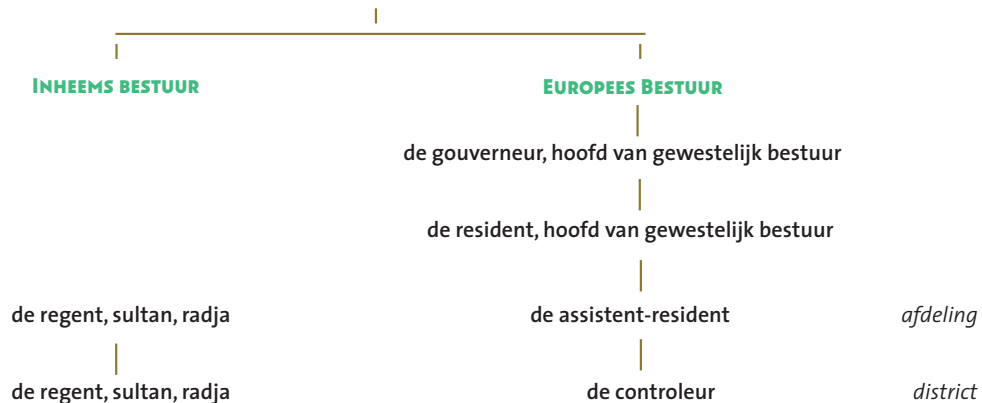 Inheems bestuur Europees Bestuur
de gouverneur, hoofd van gewestelijk bestuur
de resident, hoofd van gewestelijk bestuur
de regent, sultan, radja de assistent-resident afdeling
de regent, sultan, radja de controleur district